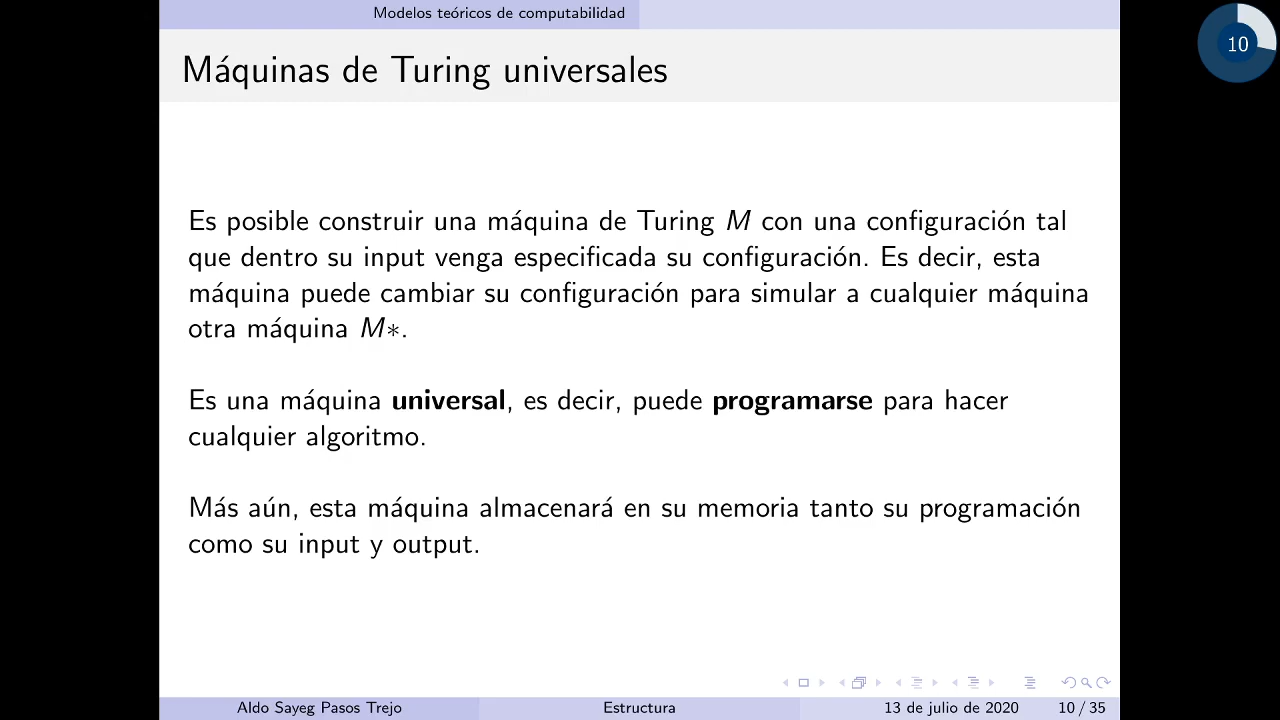 Modelos teóricos de computabilidad
10
Máquinas de Turing universales
Es posible construir una máquina de Turing M con una configuración tal
que dentro su input venga especificada su configuración. Es decir, esta
máquina puede cambiar su configuración para simular a cualquier máquina
otra máquina M∗.
Es una máquina universal, es decir, puede programarse para hacer
cualquier algoritmo.
Más aún, esta máquina almacenará en su memoria tanto su programación
como su input y output.
Aldo Sayeg Pasos Trejo Estructura 13 de julio de 2020 10 / 35